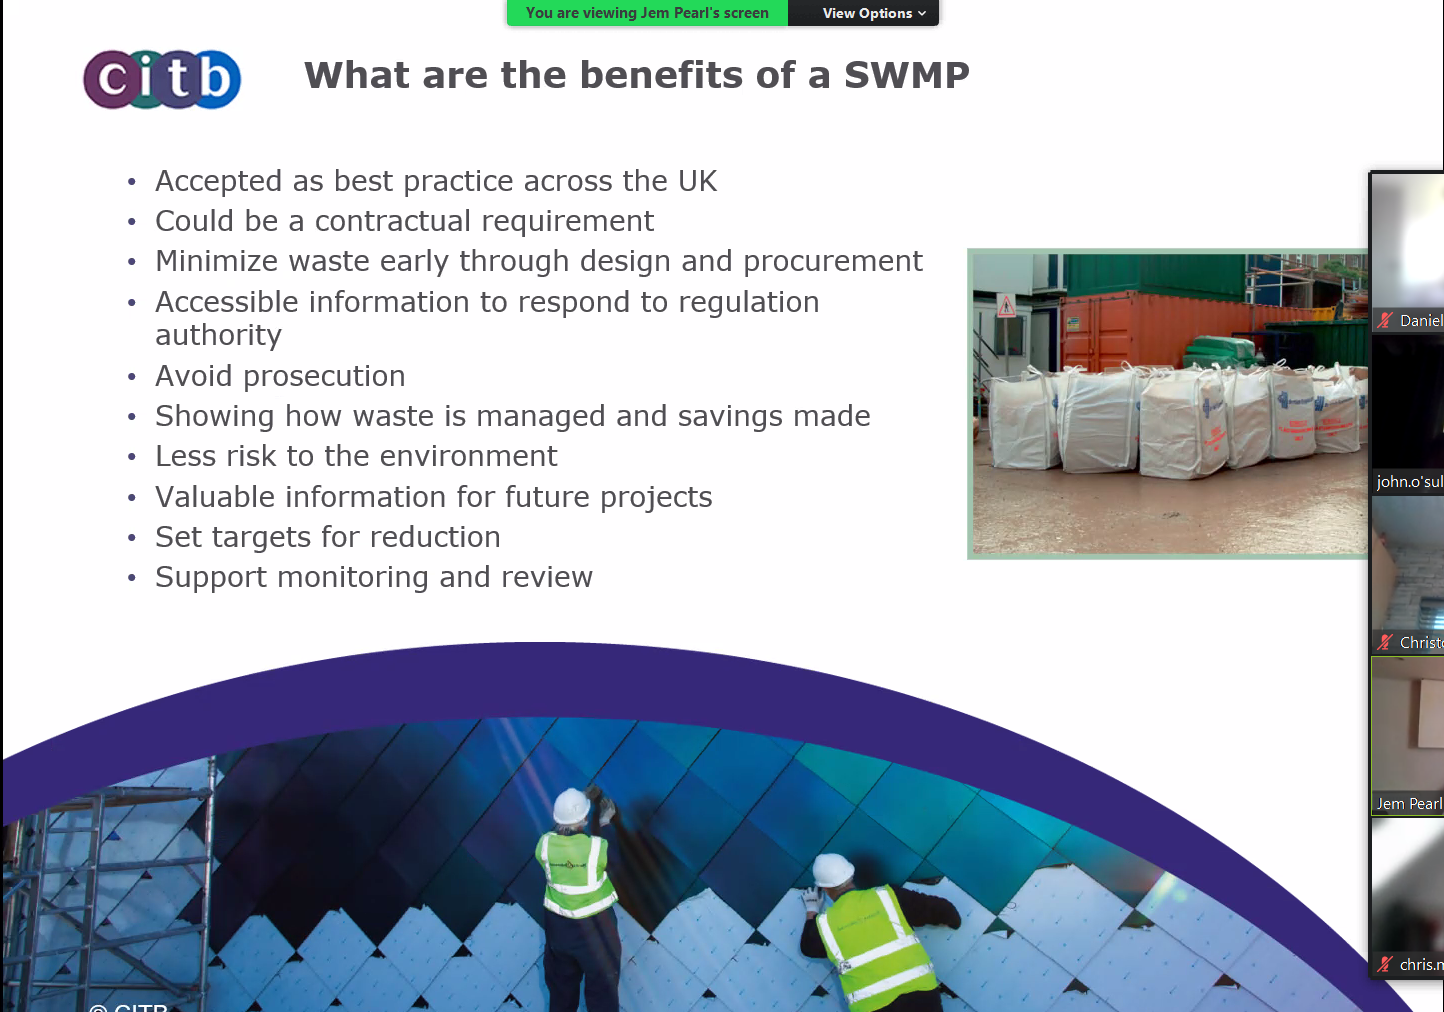 You are viewing Jem Pearl's screen
View Options
citb
What are the benefits of a SWMP
• Accepted as best practice across the UK
• Could be a contractual requirement
• Minimize waste early through design and procurement
• Accessible information to respond to regulation
authority
• Avoid prosecution
• Showing how waste is managed and savings made
• Less risk to the environment
• Valuable information for future projects
• Set targets for reduction
• Support monitoring and review
Daniel
john.o'sul
Christ
Jem Pearl
chris.m
© CITB